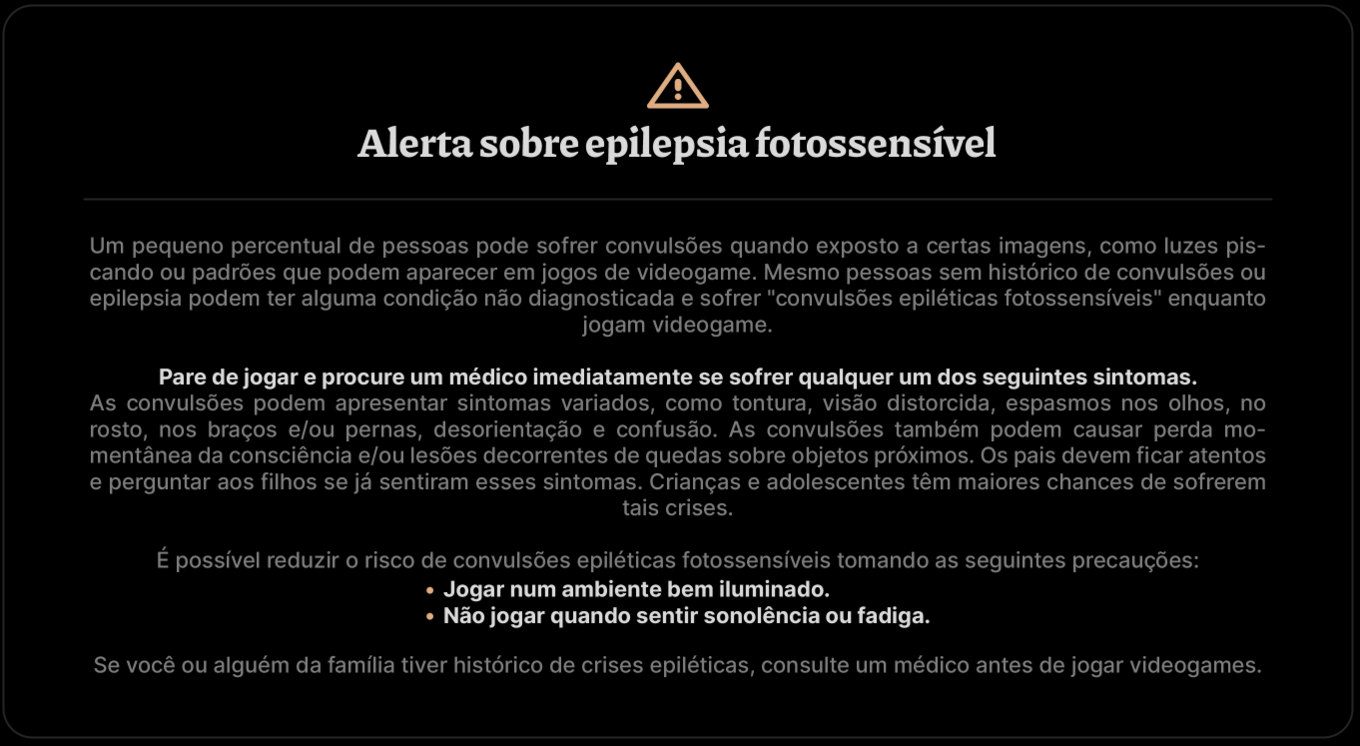 Alerta sobre epilepsia fotossensível
Um pequeno percentual de pessoas pode sofrer convulsões quando exposto a certas imagens, como luzes pis-
cando ou padrões que podem aparecer em jogos de videogame. Mesmo pessoas sem histórico de convulsões ou
epilepsia podem ter alguma condição não diagnosticada e sofrer "convulsões epiléticas fotossensíveis" enquanto
jogam videogame.
Pare de jogar e procure um médico imediatamente se sofrer qualquer um dos seguintes sintomas.
As convulsões podem apresentar sintomas variados, como tontura, visão distorcida, espasmos nos olhos, no
rosto, nos braços e/ou pernas, desorientação e confusão. As convulsões também podem causar perda mo-
mentânea da consciência e/ou lesões decorrentes de quedas sobre objetos próximos. Os pais devem ficar atentos
e perguntar aos filhos se já sentiram esses sintomas. Crianças e adolescentes têm maiores chances de sofrerem
tais crises.
É possível reduzir o risco de convulsões epiléticas fotossensíveis tomando as seguintes precauções:
• Jogar num ambiente bem iluminado.
• Não jogar quando sentir sonolência ou fadiga.
Se você ou alguém da família tiver histórico de crises epiléticas, consulte um médico antes de jogar videogames.